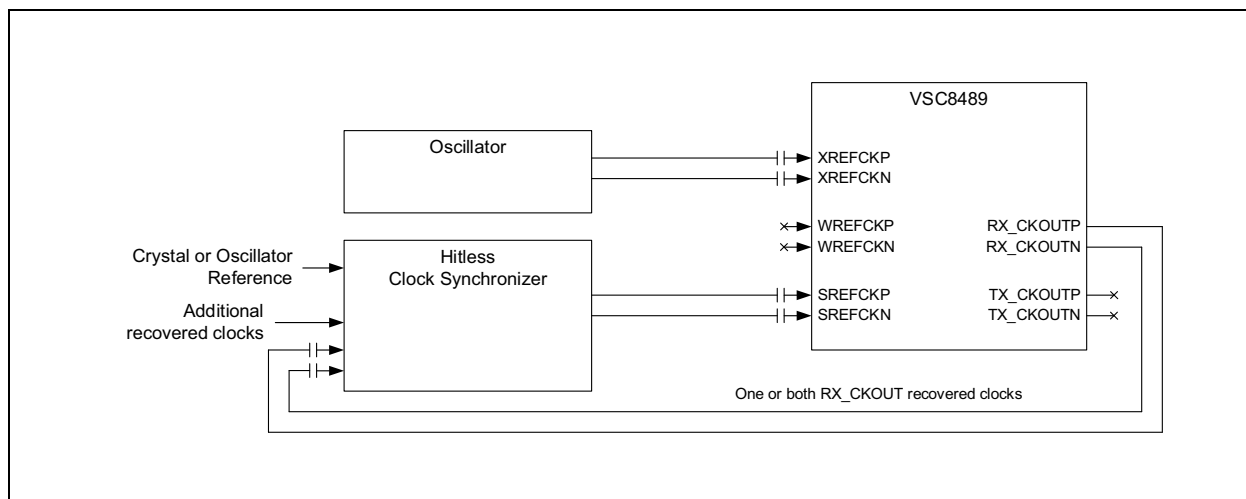 VSC8489
Oscillator
XREFCKP
XREFCKN
WREFCKP
WREFCKN
RX_CKOUTP
RX_CKOUTN
Hitless
Clock Synchronizer
Crystal or Oscillator
Reference
Additional
recovered clocks
SREFCKP
SREFCKN
TX_CKOUTP
TX_CKOUTN
One or both RX_CKOUT recovered clocks